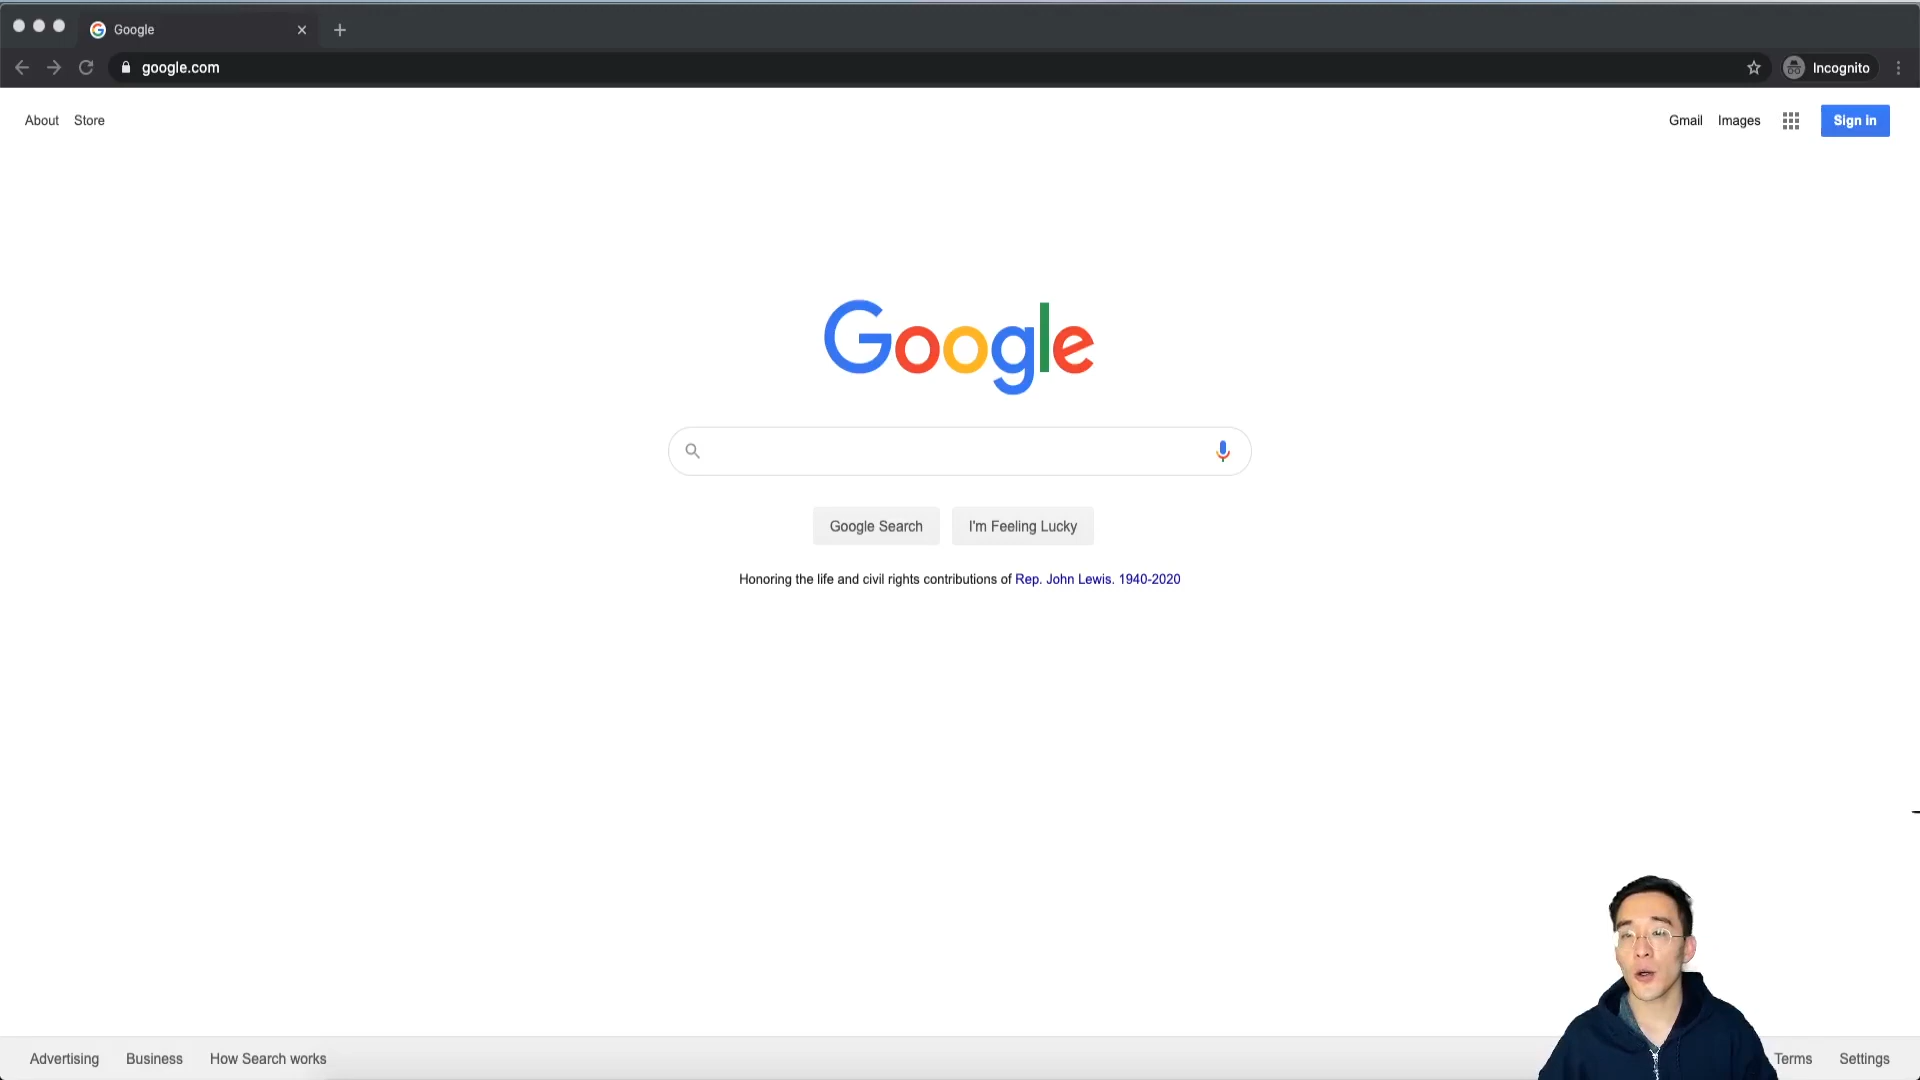 Google
google.com
Incognito
About Store
Gmail Images Sign in
Google
Google Search I'm Feeling Lucky
Honoring the life and civil rights contributions of Rep. John Lewis. 1940-2020
Advertising Business How Search works
Terms Settings